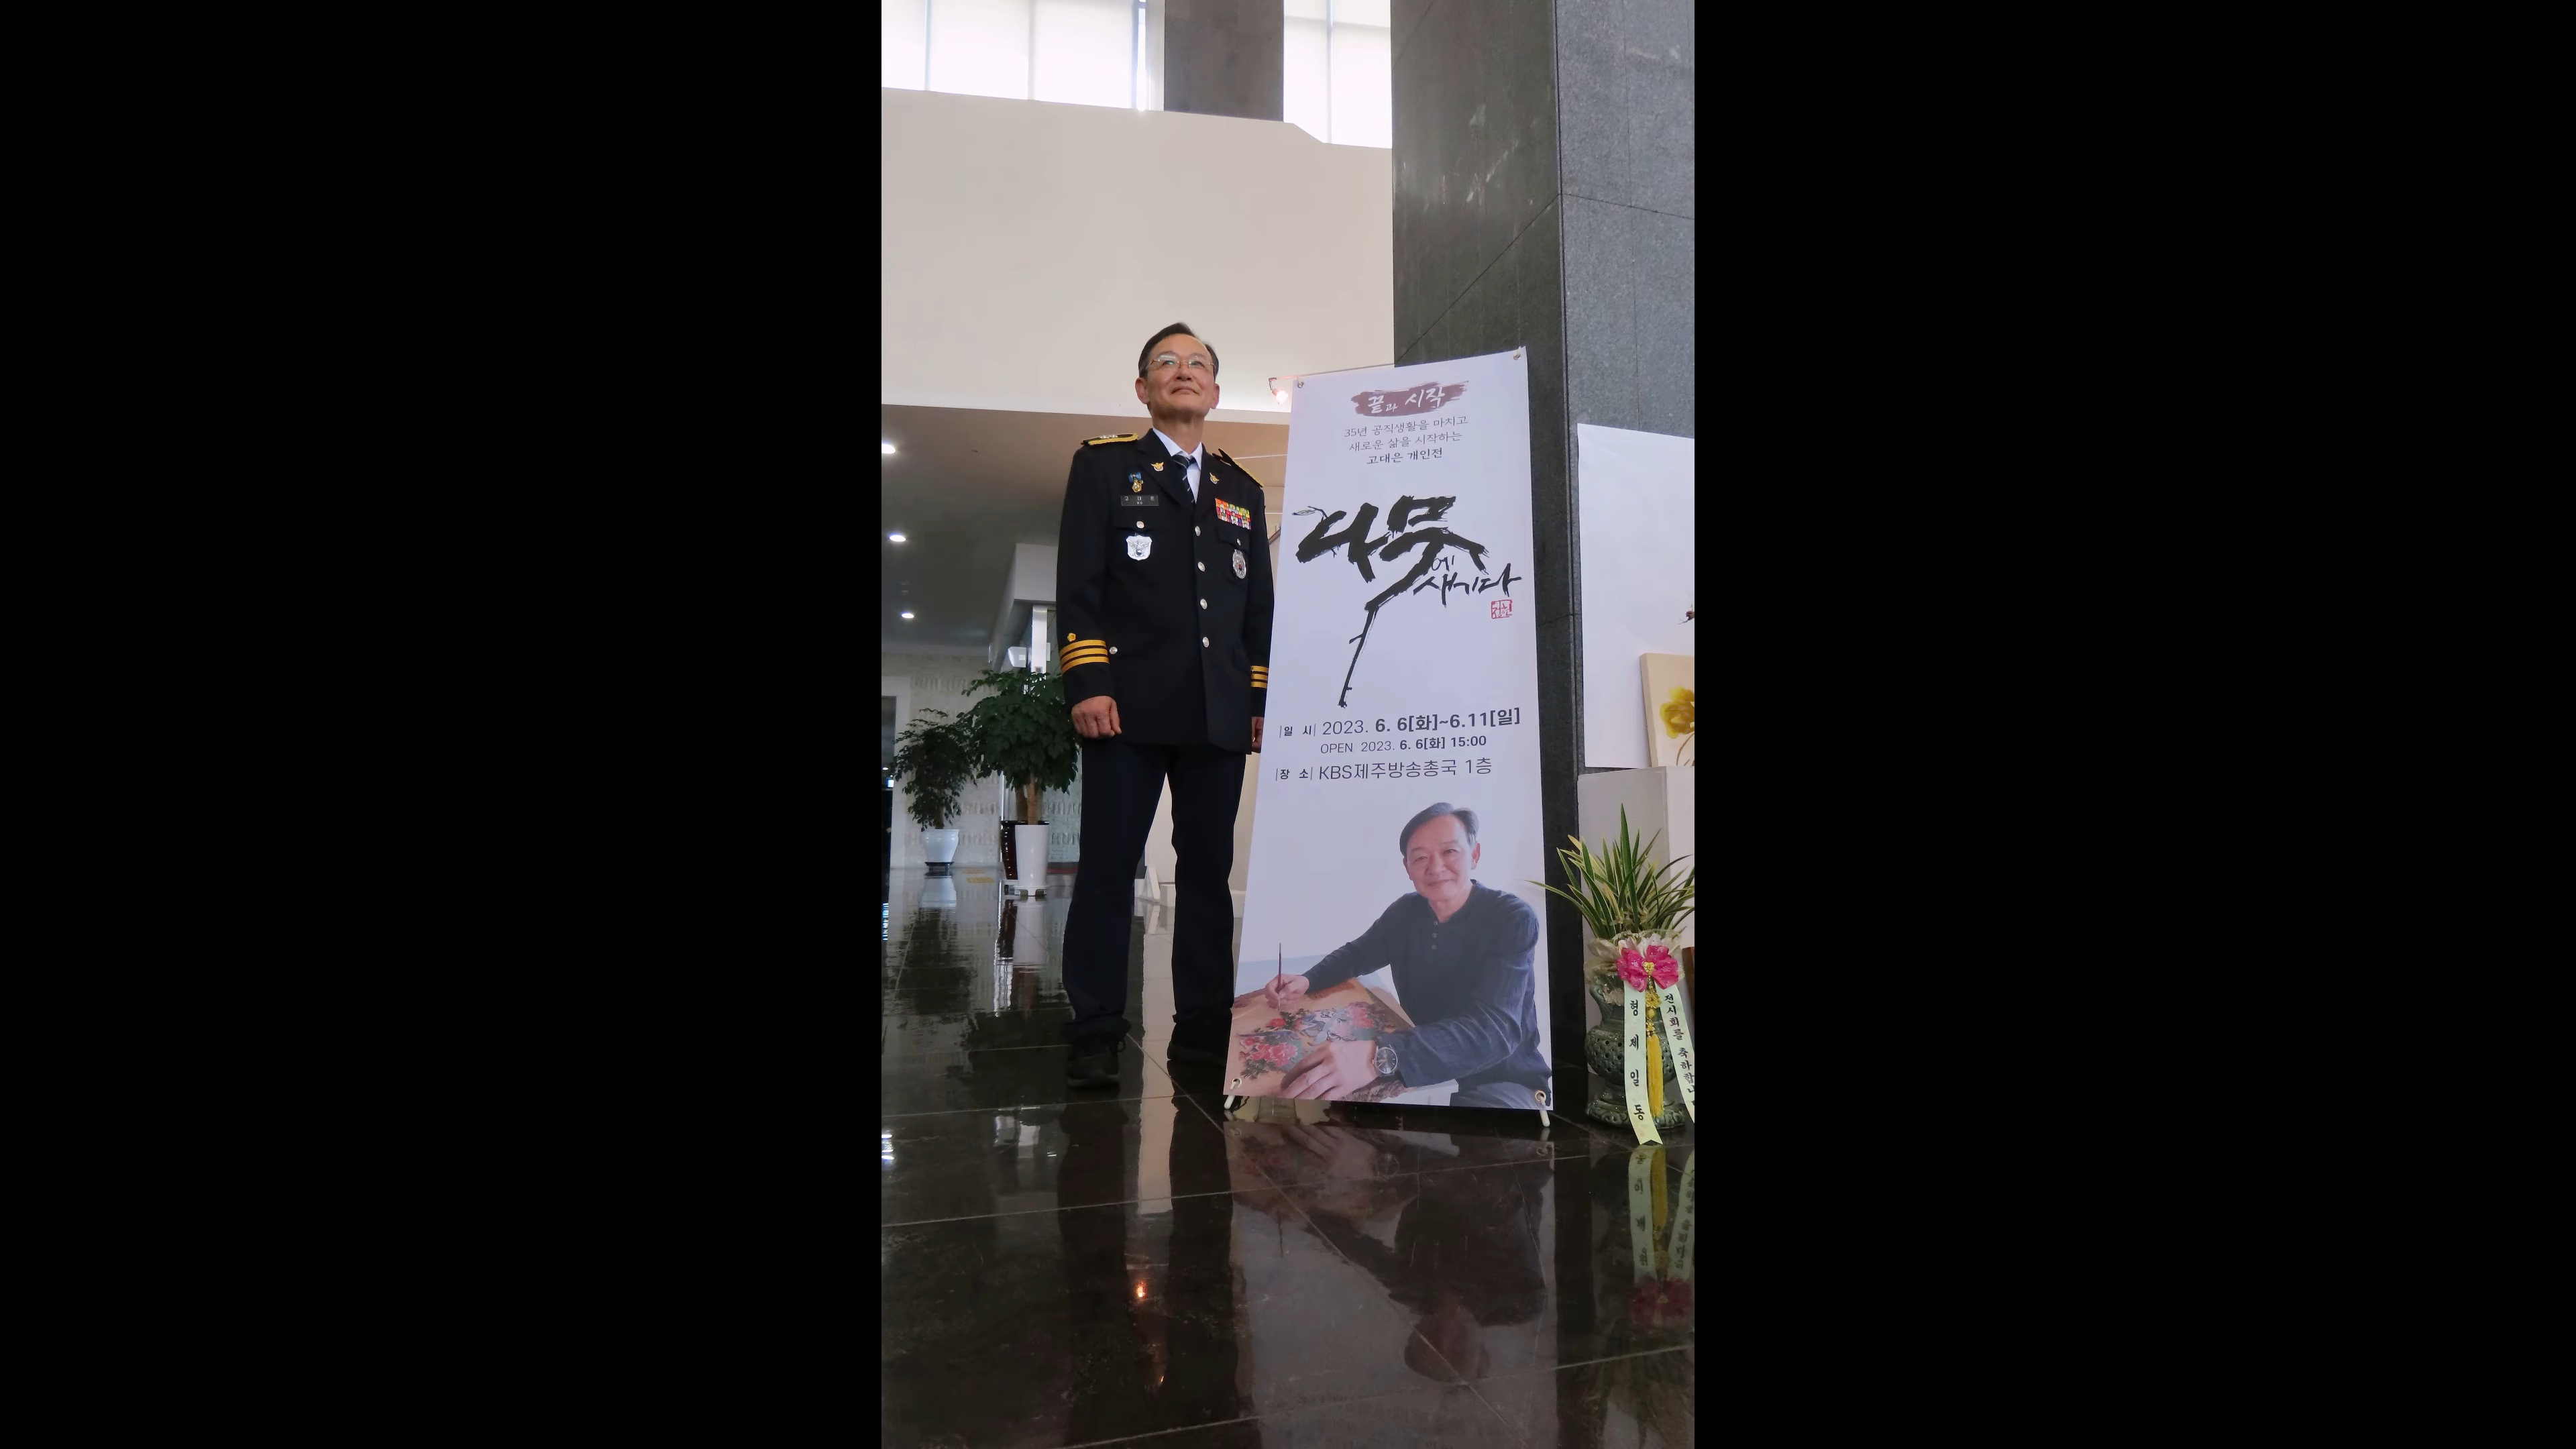 고대은
끝과 시작
35년 공직생활을 마치고
새로운 삶을 시작하는
고대은 개인전
나무
에
새기다
|일 시| 2023. 6. 6[화]~6.11[일]
OPEN 2023. 6. 6[화] 15:00
|장 소| KBS제주방송총국 1층
형제일동
전시회를 축하합니